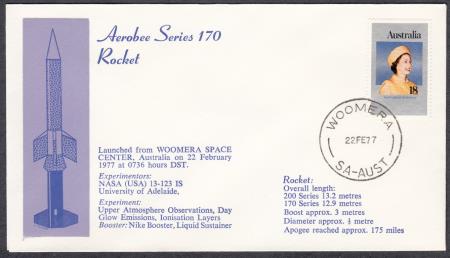 Aerobee Series 170
Rocket
Australia
18
WOOMERA
22FE77
SA-AUST
Launched from WOOMERA SPACE
CENTER, Australia on 22 February
1977 at 0736 hours DST.
Experimentors:
NASA (USA) 13-123 IS
University of Adelaide,
Experiment:
Upper Atmosphere Observations, Day
Glow Emissions, Ionisation Layers
Booster: Nike Booster, Liquid Sustainer
Rocket:
Overall length:
200 Series 13.2 metres
170 Series 12.9 metres
Boost approx. 3 metres
Diameter approx. metre
Apogee reached approx. 175 miles